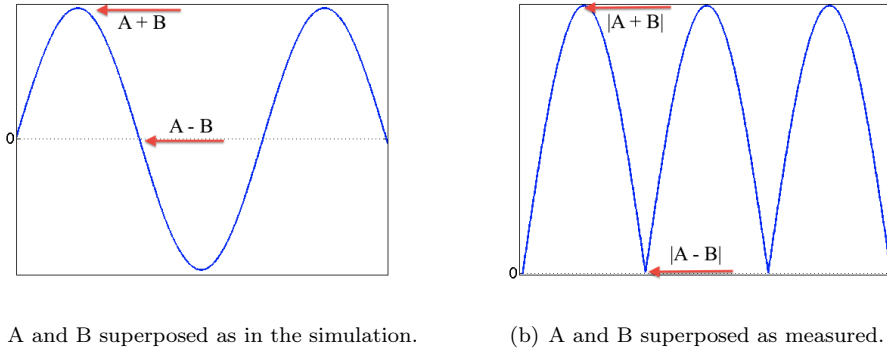 A + B
A - B
0
|A + B|
|A - B|
0
A and B superposed as in the simulation.
(b) A and B superposed as measured.